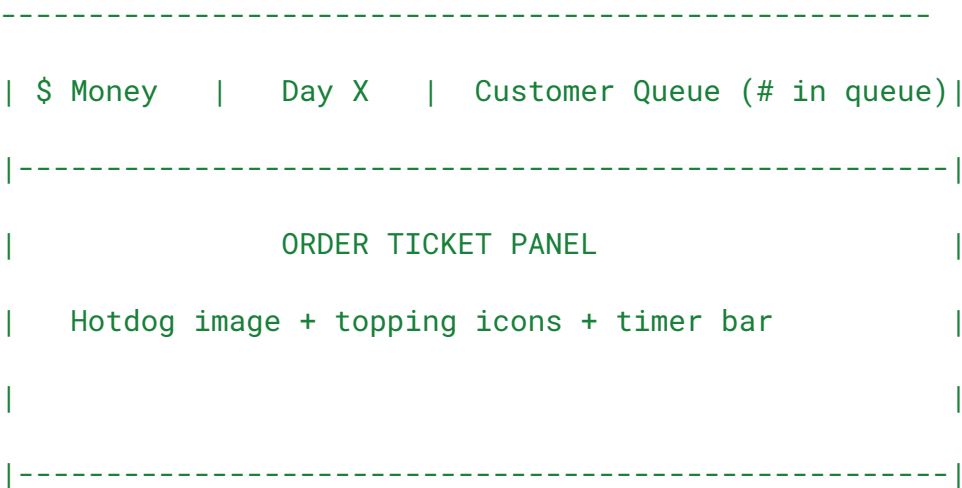 -----------------------------------------------------
| $ Money   |   Day X   |  Customer Queue (# in queue)|
|-----------------------------------------------------|
|               ORDER TICKET PANEL                    |
|   Hotdog image + topping icons + timer bar          |
|                                                     |
|-----------------------------------------------------|